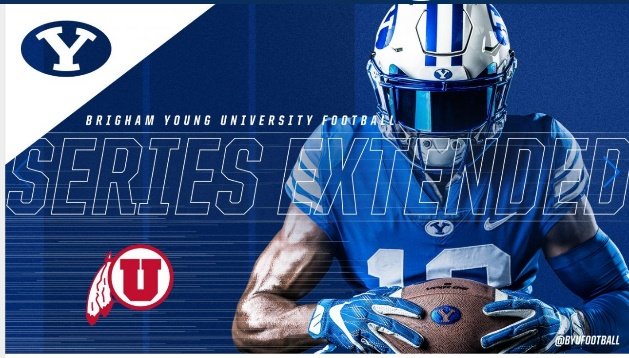 Y
Y
BRIGHAM YOUNG UNIVERSITY FOOTBALL
SERIES EXTENDED
Y
U
Y
@BYUFOOTBALL